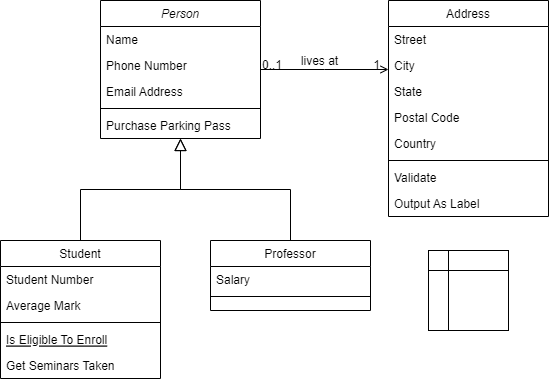 Person
Name
Phone Number
Email Address
Purchase Parking Pass
0..1
lives at
1
Address
Street
City
State
Postal Code
Country
Validate
Output As Label
Student
Student Number
Average Mark
Is Eligible To Enroll
Get Seminars Taken
Professor
Salary